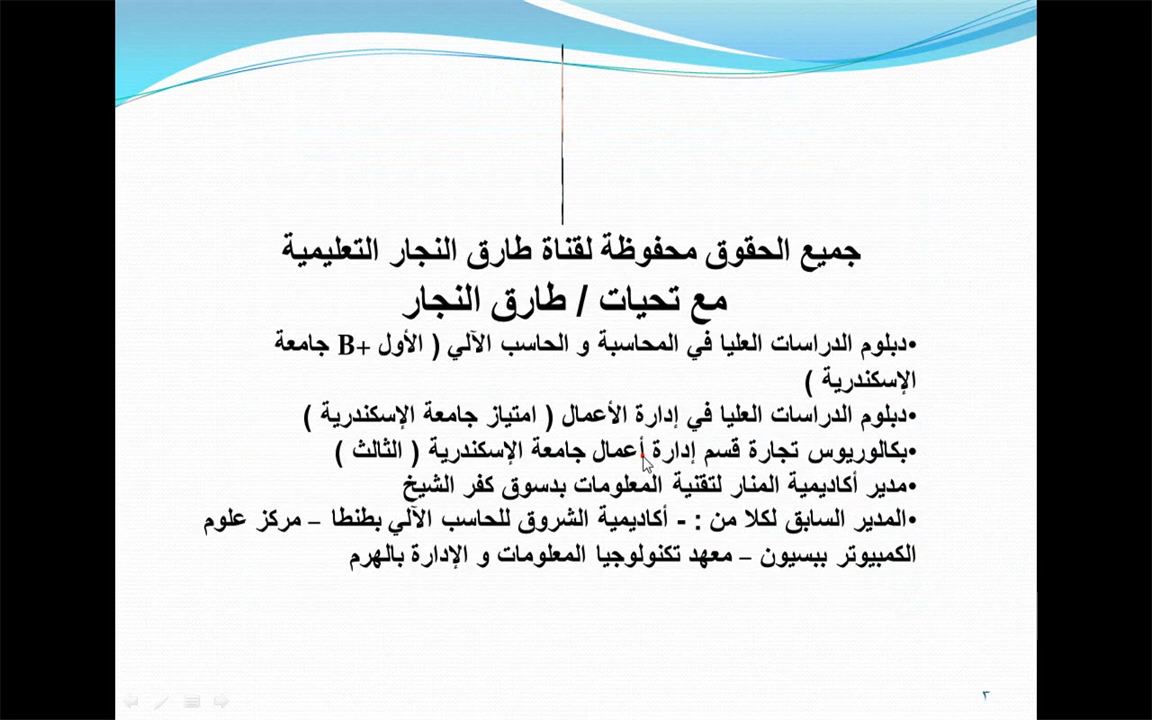 جميع الحقوق محفوظة لقناة طارق النجار التعليمية
مع تحيات / طارق النجار
•دبلوم الدراسات العليا في المحاسبة و الحاسب الآلي ( الأول +B جامعة
الإسكندرية )
•دبلوم الدراسات العليا في إدارة الأعمال ( امتياز جامعة الإسكندرية )
•بكالوريوس تجارة قسم إدارة أعمال جامعة الإسكندرية ( الثالث )
•مدير أكاديمية المنار لتقنية المعلومات بدسوق كفر الشيخ
•المدير السابق لكلا من : - أكاديمية الشروق للحاسب الآلي بطنطا – مركز علوم
الكمبيوتر ببسيون – معهد تكنولوجيا المعلومات و الإدارة بالهرم
٣